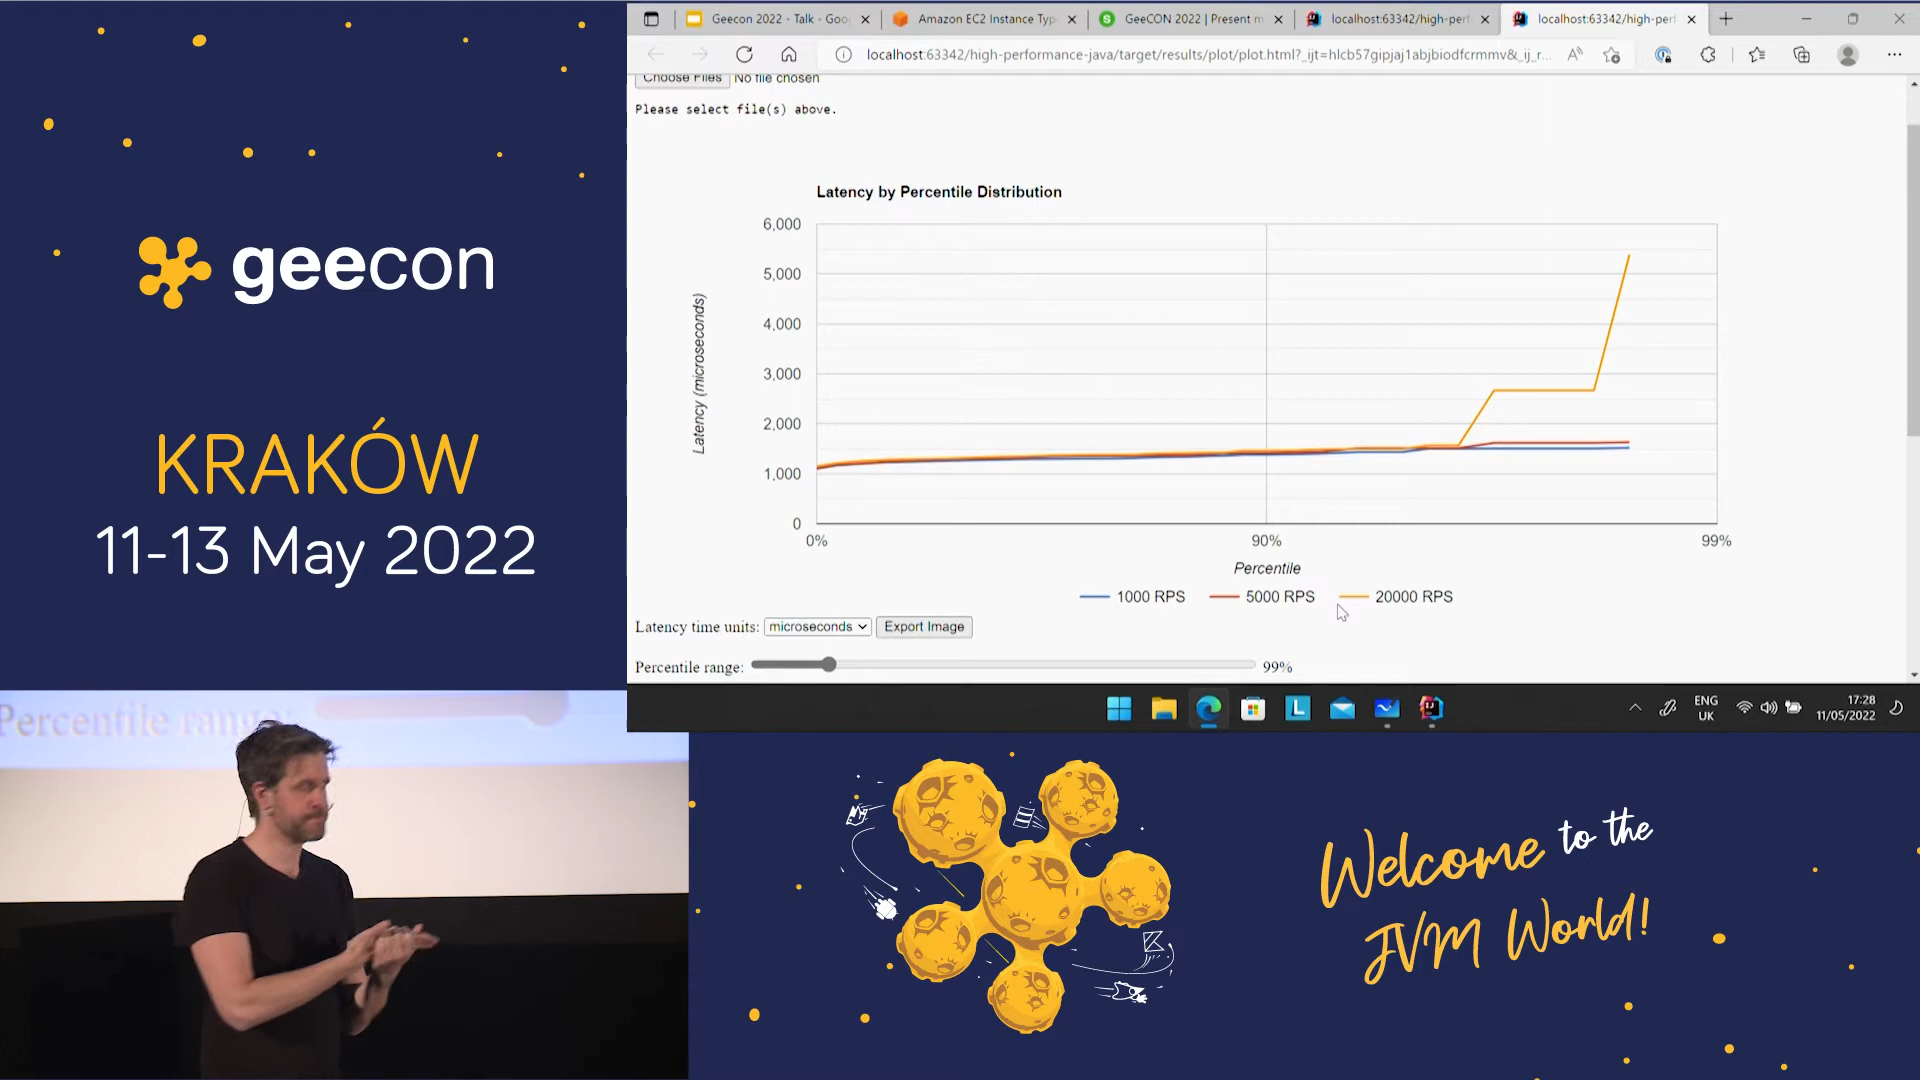 geecon
KRAKÓW
11-13 May 2022
Geecon 2022 - Talk - Goo
Amazon EC2 Instance Typ
GeeCON 2022 | Present m
localhost:63342/high-perf
localhost:63342/high-perf
localhost:63342/high-performance-java/target/results/plot/plot.html?_ijt=hlcb57gipjaj1abjbiodfcrmmv&_ij_r...
Choose Files No file chosen
Please select file(s) above.
Latency by Percentile Distribution
6,000
5,000
4,000
3,000
2,000
1,000
0
Latency (microseconds)
0% 90% 99%
Percentile
1000 RPS 5000 RPS 20000 RPS
Latency time units: microseconds Export Image
Percentile range: 99%
ENG
UK
17:28
11/05/2022
Percentile range:
Welcome to the
JVM World!